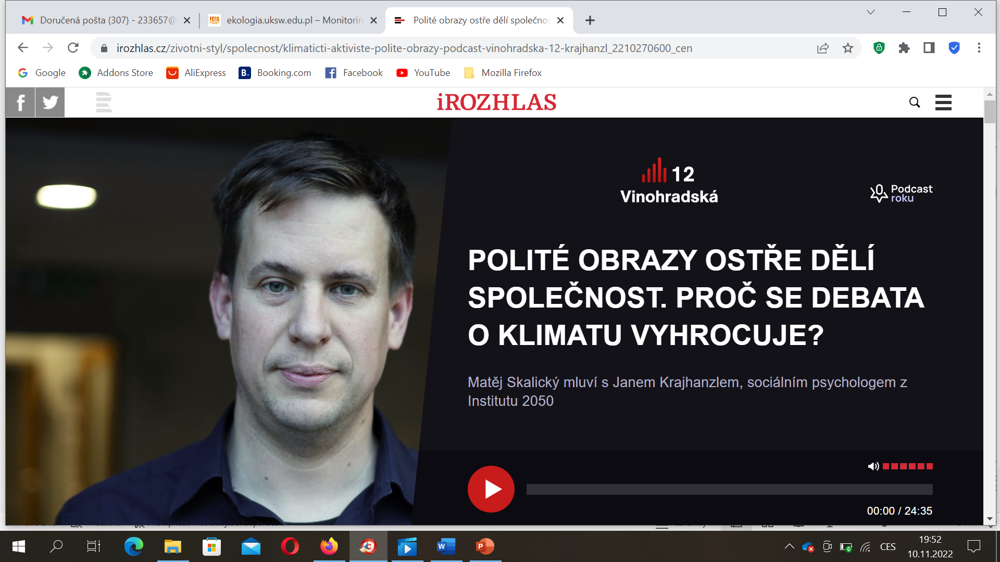 Doručená pošta (307) - 233657@
ekologia.uksw.edu.pl – Monitorin
Polité obrazy ostře dělí společnos
irozhlas.cz/zivotni-styl/spolecnost/klimaticti-aktiviste-polite-obrazy-podcast-vinohradska-12-krajhanzl_2210270600_cen
Google
Addons Store
AliExpress
Booking.com
Facebook
YouTube
Mozilla Firefox
iROZHLAS
12
Vinohradská
Podcast
roku
POLITÉ OBRAZY OSTŘE DĚLÍ
SPOLEČNOST. PROČ SE DEBATA
O KLIMATU VYHROCUJE?
Matěj Skalický mluví s Janem Krajhanzlem, sociálním psychologem z
Institutu 2050
00:00 / 24:35
CES
19:52
10.11.2022